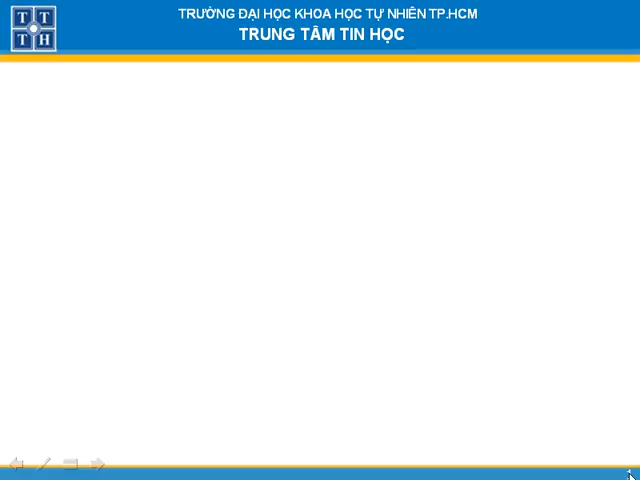 TRƯỜNG ĐẠI HỌC KHOA HỌC TỰ NHIÊN TP.HCM
TRUNG TÂM TIN HỌC
T T
T H